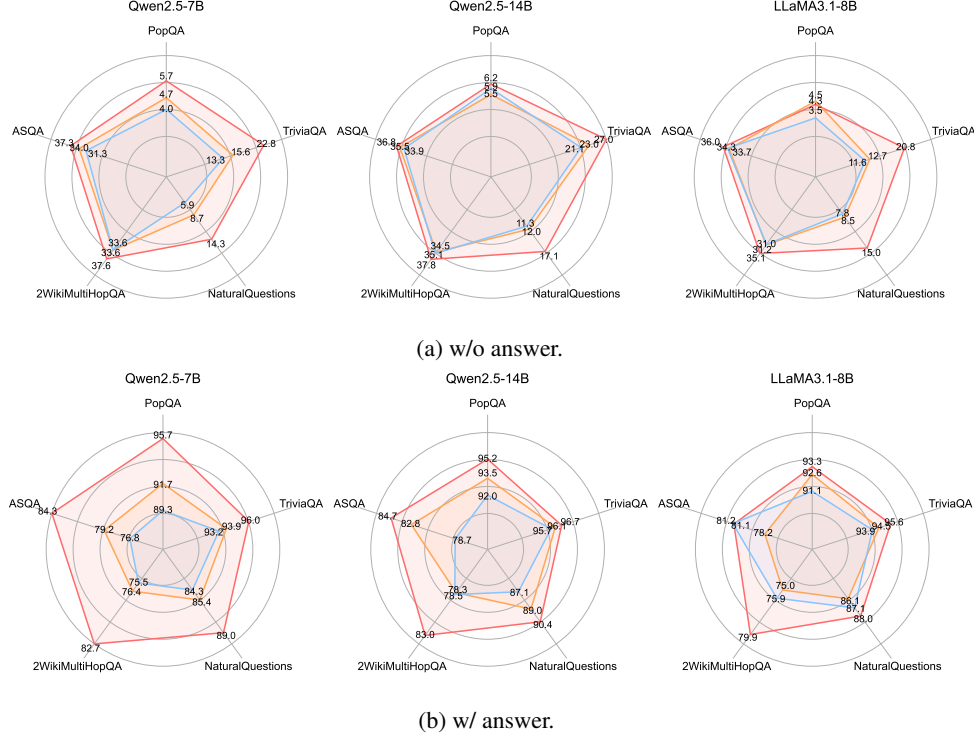 Qwen2.5-7B
PopQA
5.7
4.7
4.0
ASQA
37.3
34.0
31.3
TriviaQA
22.8
15.6
13.3
5.9
8.7
14.3
33.6
33.6
37.6
2WikiMultiHopQA
NaturalQuestions
Qwen2.5-14B
PopQA
6.2
5.9
5.5
ASQA
36.8
35.5
33.9
TriviaQA
27.0
23.0
21.1
11.3
12.0
17.1
34.5
35.1
37.8
2WikiMultiHopQA
NaturalQuestions
LLaMA3.1-8B
PopQA
4.5
4.3
3.5
ASQA
36.0
34.3
33.7
TriviaQA
20.8
12.7
11.6
7.8
8.5
15.0
31.0
31.2
35.1
2WikiMultiHopQA
NaturalQuestions
(a) w/o answer.
Qwen2.5-7B
PopQA
95.7
91.7
89.3
ASQA
84.3
79.2
76.8
TriviaQA
96.0
93.9
93.2
75.5
76.4
82.7
84.3
85.4
89.0
2WikiMultiHopQA
NaturalQuestions
Qwen2.5-14B
PopQA
95.2
93.5
92.0
ASQA
84.7
82.8
78.7
TriviaQA
96.7
96.1
78.3
78.5
83.0
87.1
89.0
90.4
2WikiMultiHopQA
NaturalQuestions
LLaMA3.1-8B
PopQA
93.3
92.6
91.1
ASQA
81.2
81.1
78.2
TriviaQA
95.6
94.5
93.9
75.0
75.9
79.9
86.1
87.1
88.0
2WikiMultiHopQA
NaturalQuestions
(b) w/ answer.